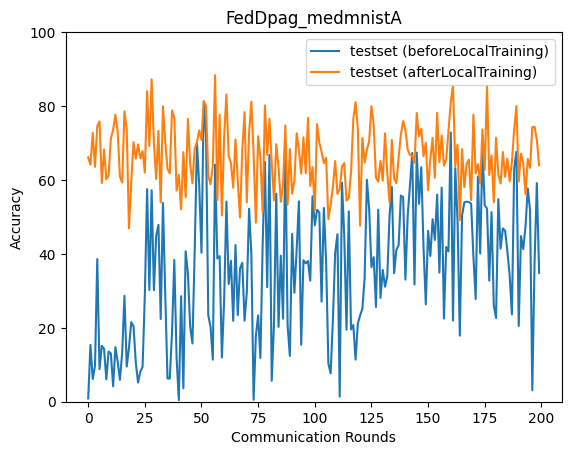 FedDpag_medmnistA
testset (beforeLocalTraining)
testset (afterLocalTraining)
100
80
60
40
20
0
Accuracy
0 25 50 75 100 125 150 175 200
Communication Rounds